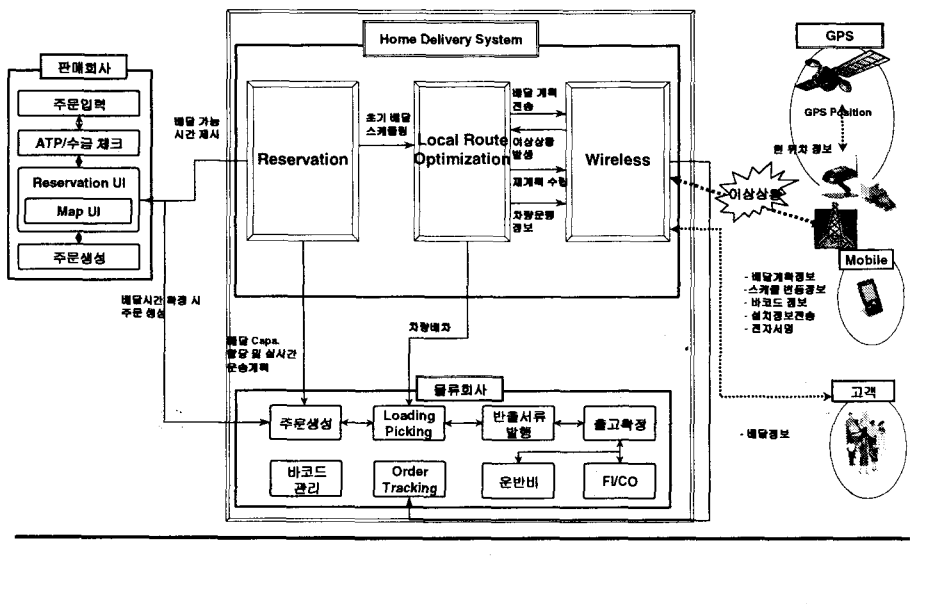 Home Delivery System
GPS
판매회사
주문입력
ATP/수금 체크
Reservation UI
Map UI
주문생성
배달 가능
시간 제시
Reservation
초기 배달
스케쥴링
Local Route
Optimization
배달 계획
전송
이상상황
발생
재계획 수립
차량운행
정보
Wireless
GPS Position
현 위치 정보
이상상황
Mobile
- 배달계획정보
-스케쥴 변동정보
- 바코드 정보
- 설치정보전송
- 전자서명
배달시간 확정 시
주문 생성
배달 Capa.
할당 및 실시간
운송계획
차량배차
물류회사
주문생성
Loading
Picking
반출서류
발행
출고확정
바코드
관리
Order
Tracking
운반비
FI/CO
고객
- 배달정보